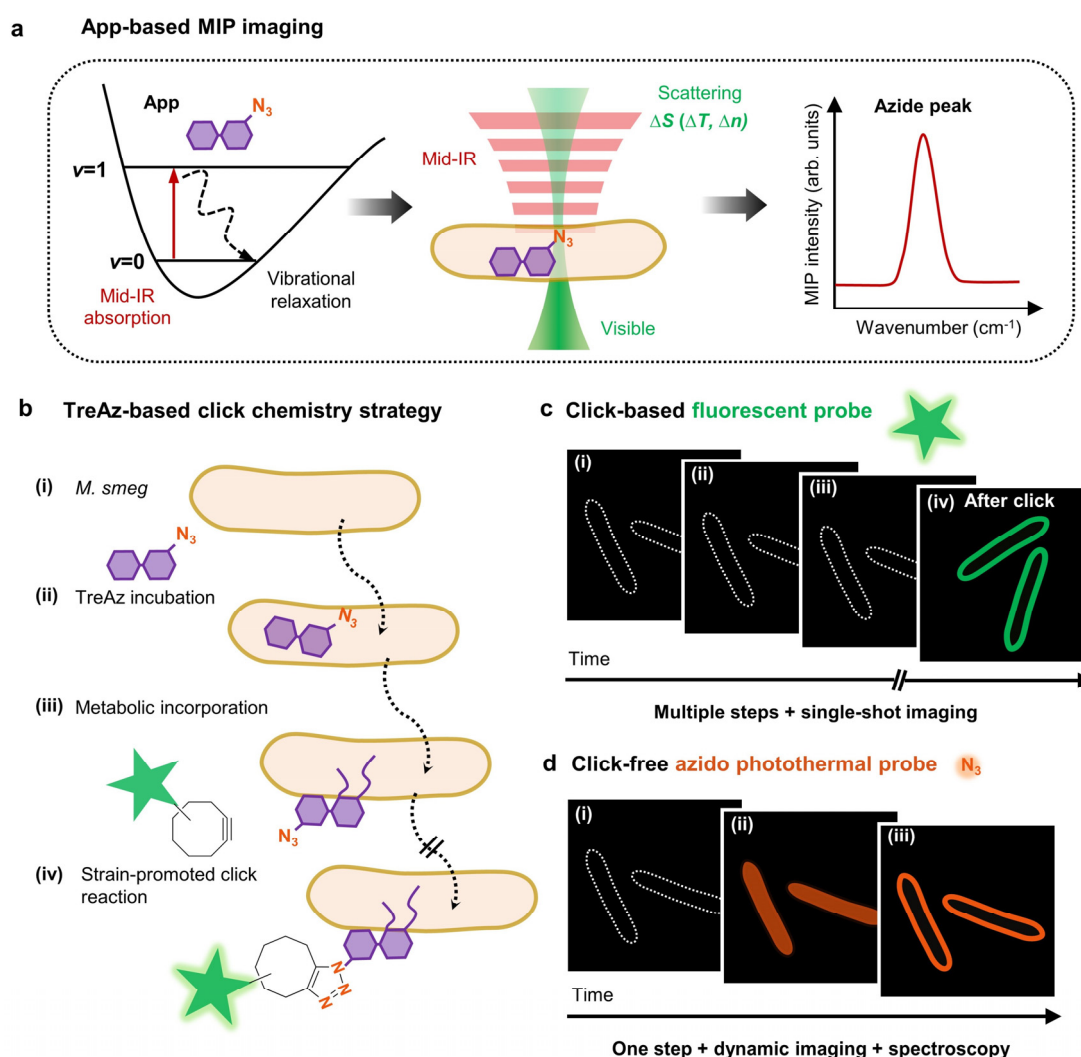 a App-based MIP imaging
App
N3
v=1
v=0
Mid-IR
absorption
Vibrational
relaxation
Scattering
ΔS (ΔT, Δn)
Mid-IR
N3
Visible
Azide peak
MIP intensity (arb. units)
Wavenumber (cm⁻¹)
b TreAz-based click chemistry strategy
(i) M. smeg
N3
(ii) TreAz incubation
N3
(iii) Metabolic incorporation
N3
(iv) Strain-promoted click
reaction
N
N
N
c Click-based fluorescent probe
(i)
(ii)
(iii)
(iv) After click
Time
Multiple steps + single-shot imaging
d Click-free azido photothermal probe N3
(i)
(ii)
(iii)
Time
One step + dynamic imaging + spectroscopy